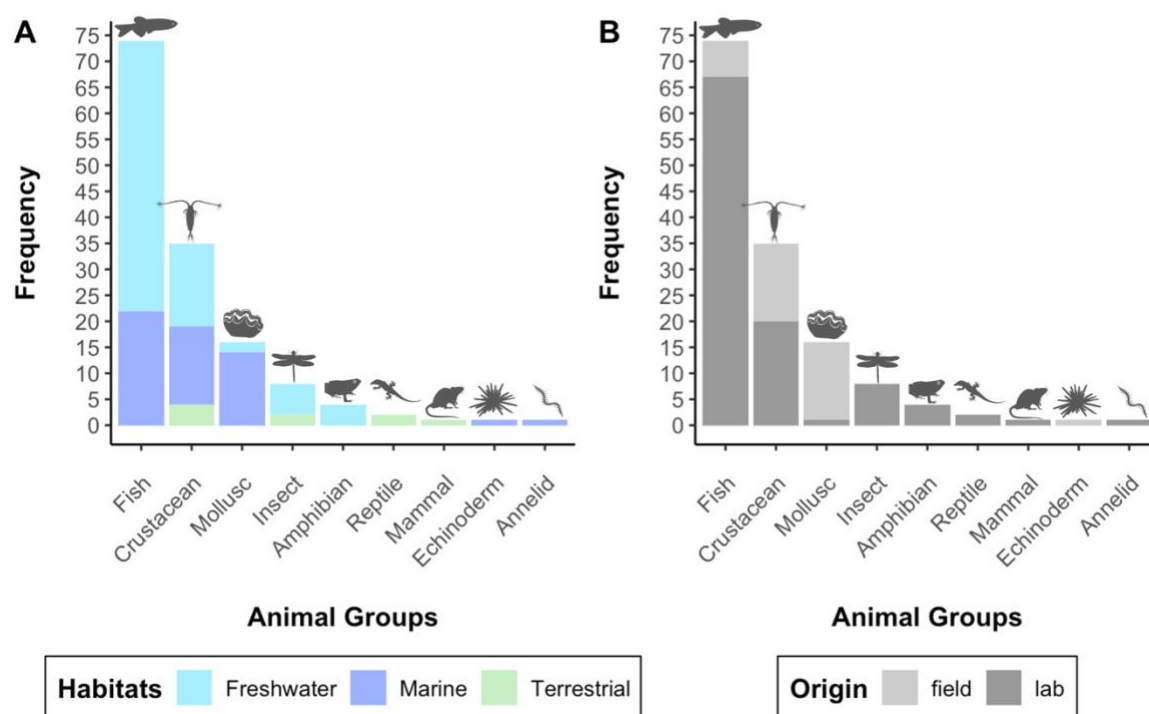 A
Frequency
75
70
65
60
55
50
45
40
35
30
25
20
15
10
5
0
Fish
Crustacean
Mollusc
Insect
Amphibian
Reptile
Mammal
Echinoderm
Annelid
Animal Groups
Habitats Freshwater Marine Terrestrial
B
Frequency
75
70
65
60
55
50
45
40
35
30
25
20
15
10
5
0
Fish
Crustacean
Mollusc
Insect
Amphibian
Reptile
Mammal
Echinoderm
Annelid
Animal Groups
Origin field lab